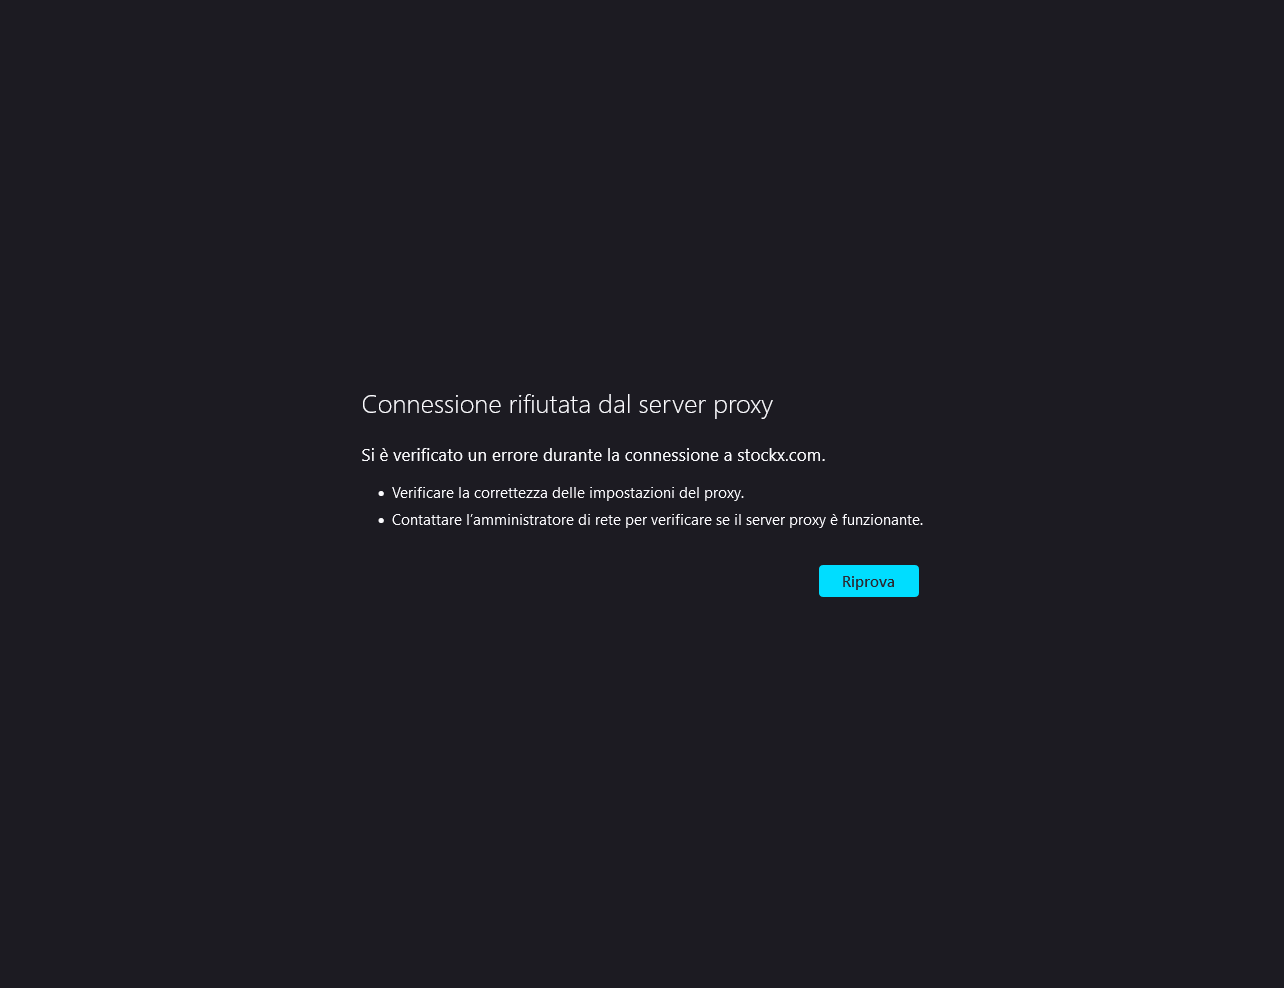 Connessione rifiutata dal server proxy
Si è verificato un errore durante la connessione a stockx.com.
• Verificare la correttezza delle impostazioni del proxy.
• Contattare l’amministratore di rete per verificare se il server proxy è funzionante.
Riprova